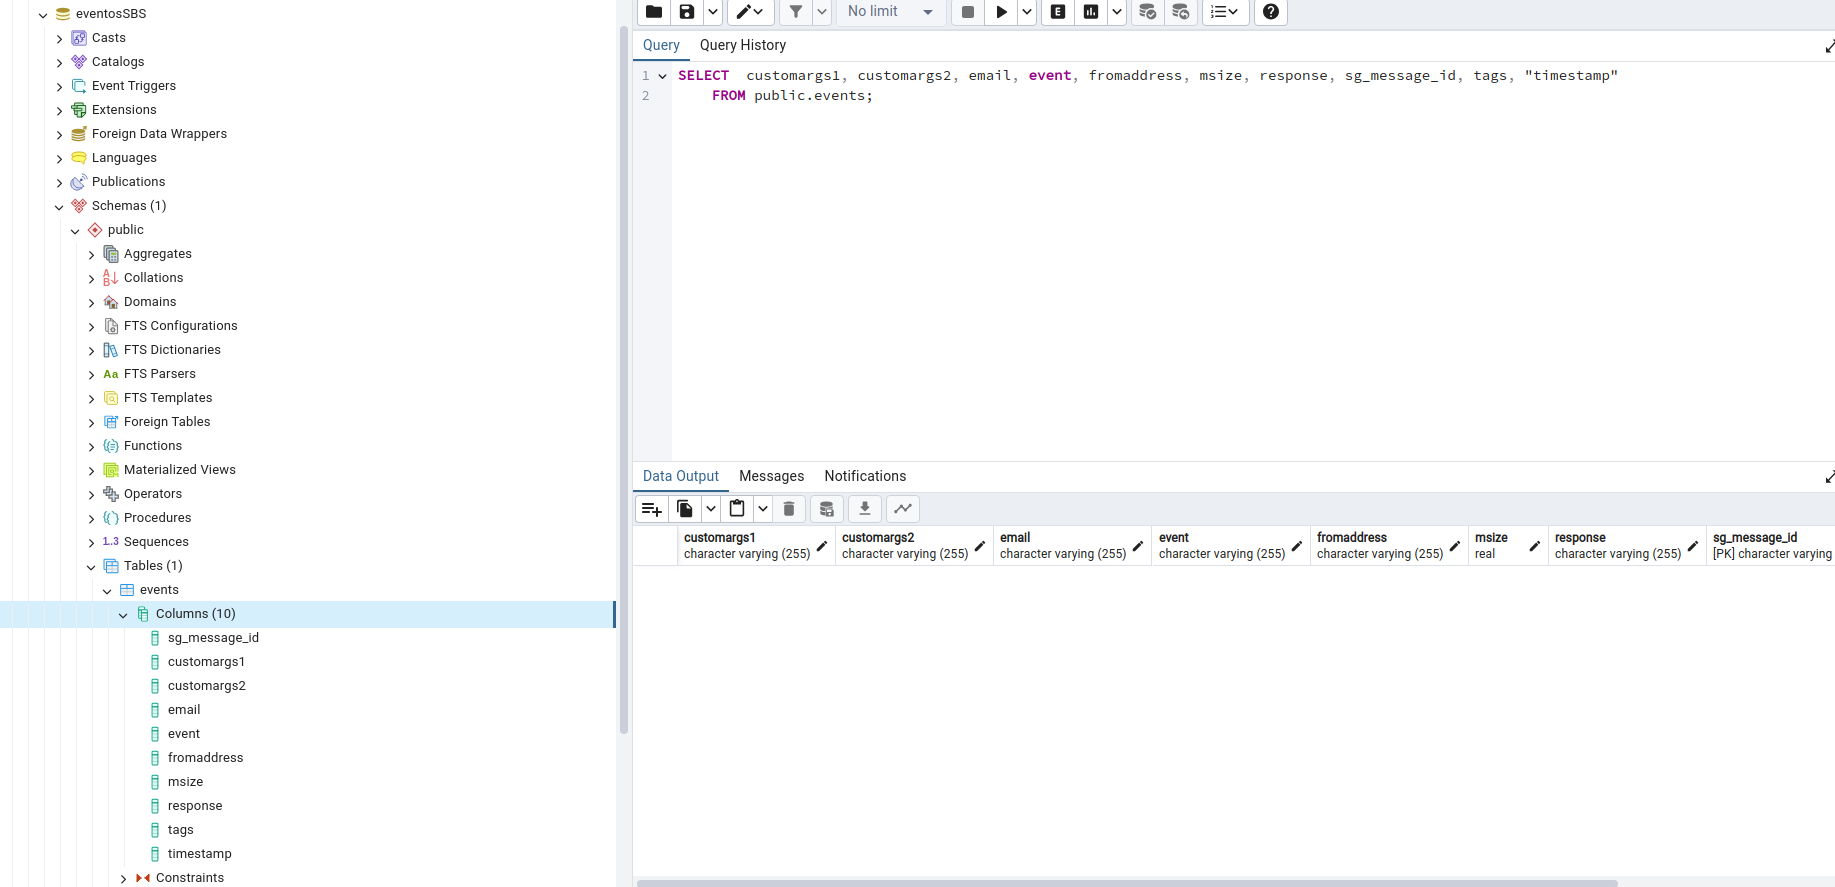 eventosSBS
Casts
Catalogs
Event Triggers
Extensions
Foreign Data Wrappers
Languages
Publications
Schemas (1)
public
Aggregates
Collations
Domains
FTS Configurations
FTS Dictionaries
Aa FTS Parsers
FTS Templates
Foreign Tables
Functions
Materialized Views
Operators
Procedures
1..3 Sequences
Tables (1)
events
Columns (10)
sg_message_id
customargs1
customargs2
email
event
fromaddress
msize
response
tags
timestamp
Constraints
No limit
E
Query Query History
1 SELECT customargs1, customargs2, email, event, fromaddress, msize, response, sg_message_id, tags, "timestamp"
2 FROM public.events;
Data Output Messages Notifications
customargs1 customargs2 email event fromaddress msize response sg_message_id
character varying (255) character varying (255) character varying (255) character varying (255) character varying (255) real character varying (255) [PK] character varying